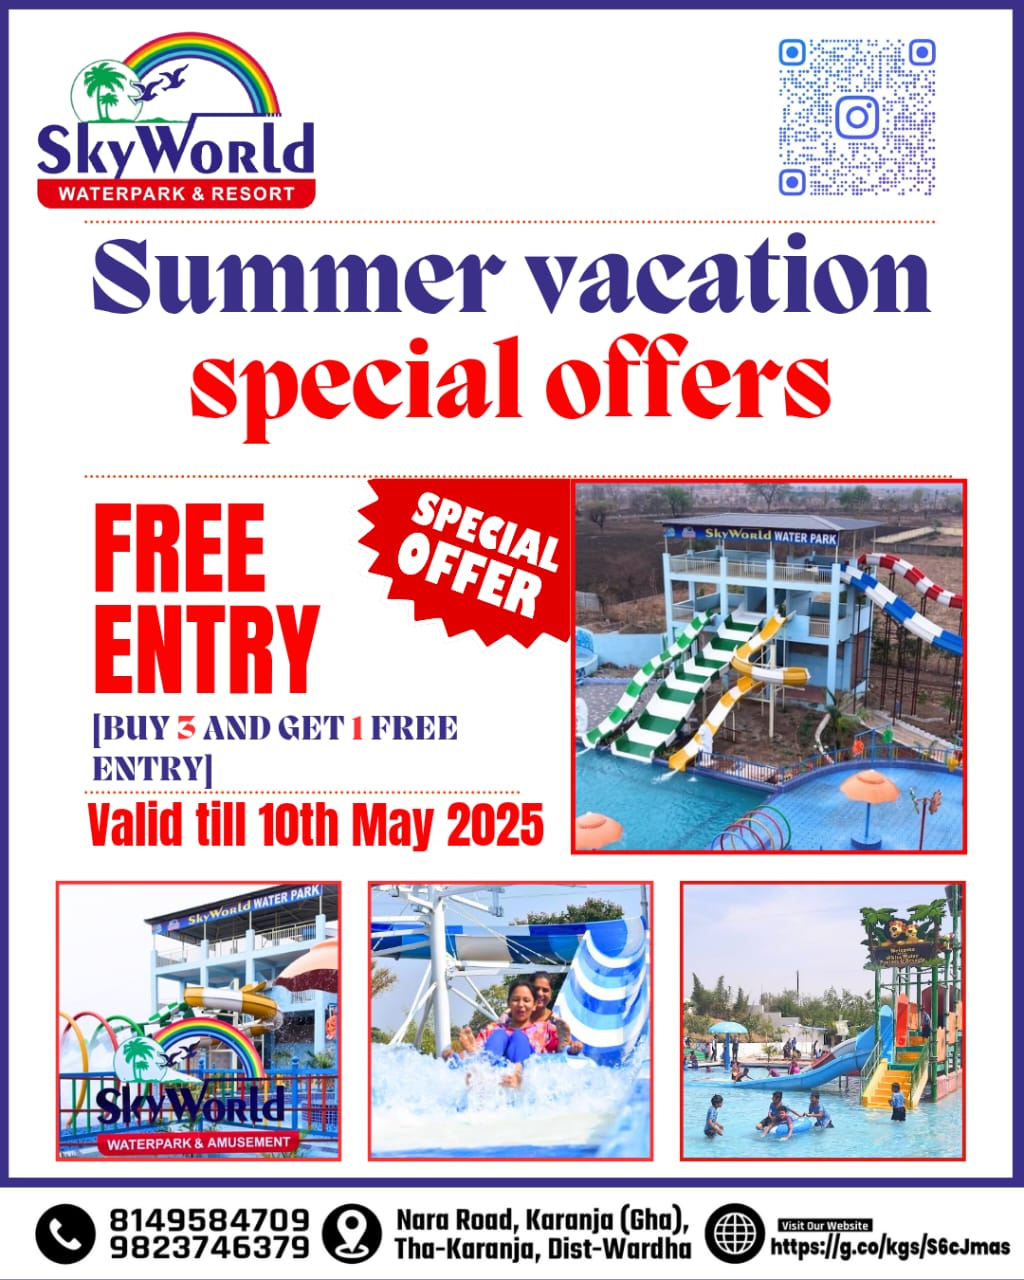 SkyWorld
WATERPARK & RESORT
Summer vacation
special offers
FREE
ENTRY
SPECIAL
OFFER
[BUY 3 AND GET 1 FREE
ENTRY]
Valid till 10th May 2025
SkyWorld WATER PARK
SkyWorld WATER PARK
SkyWorld
WATERPARK & AMUSEMENT
Welcome
8149584709
9823746379
Nara Road, Karanja (Gha),
Tha-Karanja, Dist-Wardha
Visit Our Website
https://g.co/kgs/S6cJmas